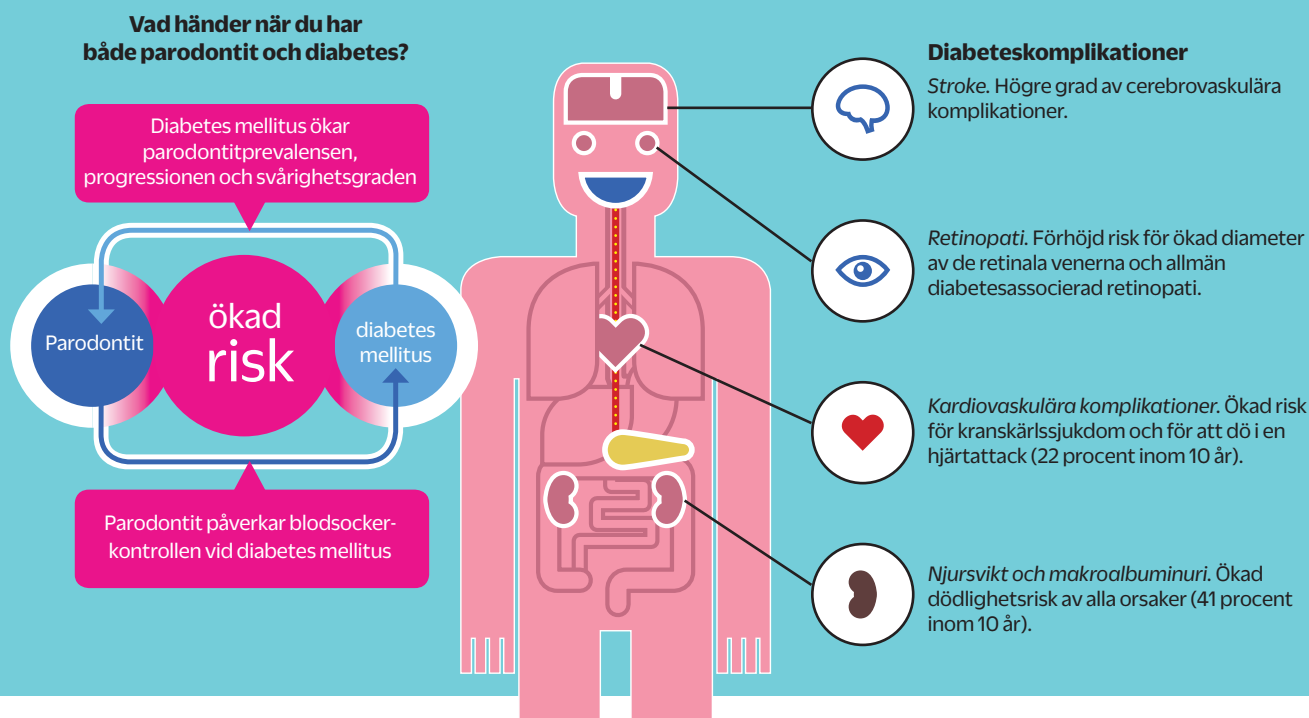 Vad händer när du har
både parodontit och diabetes?
Diabetes mellitus ökar
parodontitprevalensen,
progressionen och svårighetsgraden
Parodontit
ökad
risk
diabetes
mellitus
Parodontit påverkar blodsocker-
kontrollen vid diabetes mellitus
Diabeteskomplikationer
Stroke. Högre grad av cerebrovaskulära
komplikationer.
Retinopati. Förhöjd risk för ökad diameter
av de retinala venerna och allmän
diabetesassocierad retinopati.
Kardiovaskulära komplikationer. Ökad risk
för kranskärlssjukdom och för att dö i en
hjärtattack (22 procent inom 10 år).
Njursvikt och makroalbuminuri. Ökad
dödlighetsrisk av alla orsaker (41 procent
inom 10 år).